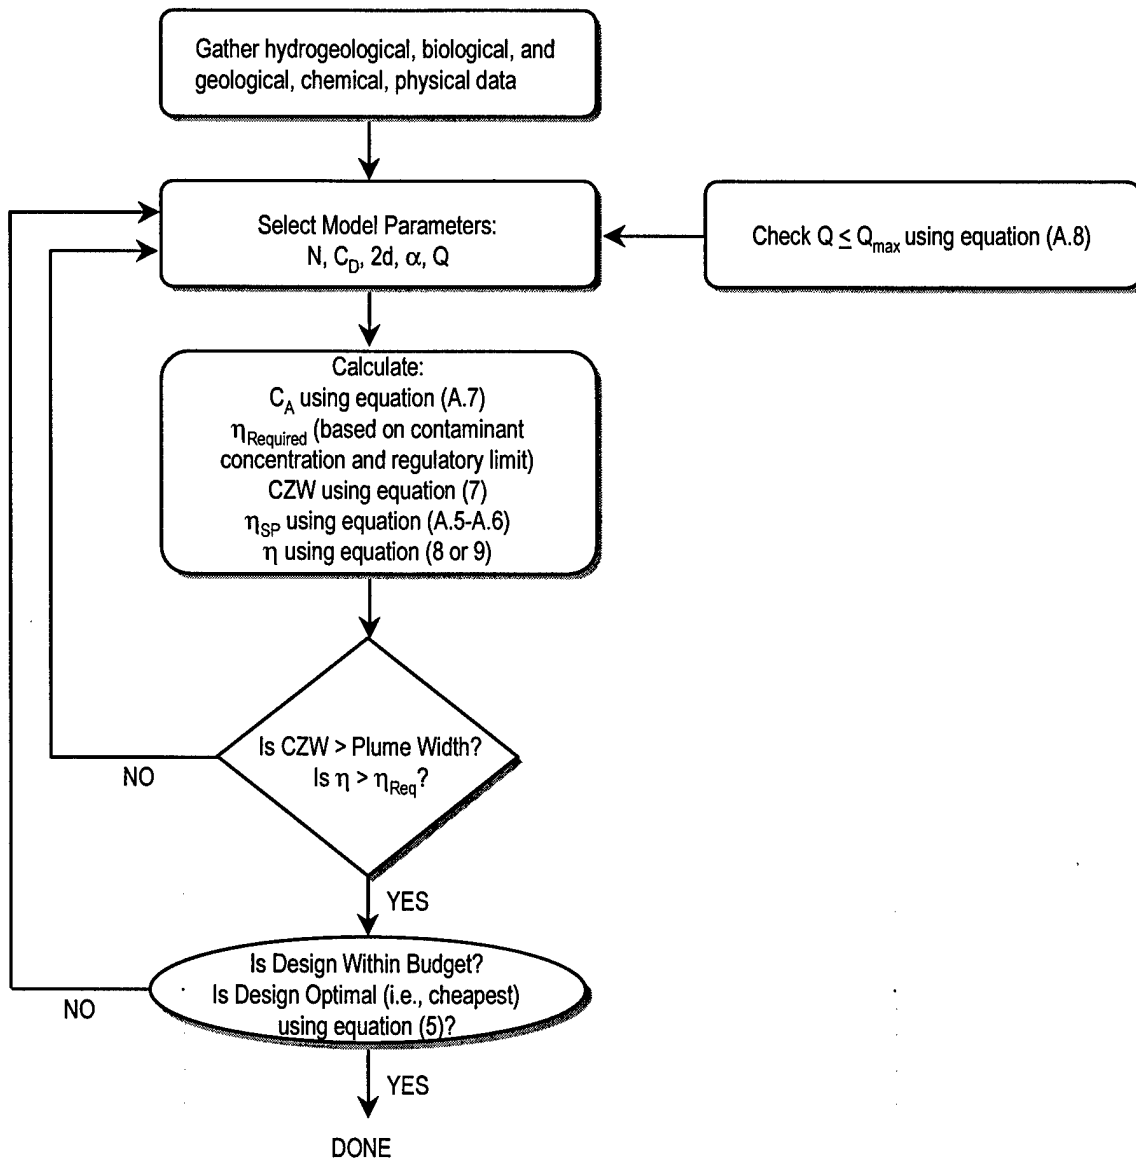 Gather hydrogeological, biological, and
geological, chemical, physical data
Select Model Parameters:
N, C_D, 2d, α, Q
Check Q ≤ Q_max using equation (A.8)
Calculate:
C_A using equation (A.7)
η_Required (based on contaminant
concentration and regulatory limit)
CZW using equation (7)
η_SP using equation (A.5-A.6)
η using equation (8 or 9)
Is CZW > Plume Width?
Is η > η_Req?
NO
YES
Is Design Within Budget?
Is Design Optimal (i.e., cheapest)
using equation (5)?
NO
YES
DONE